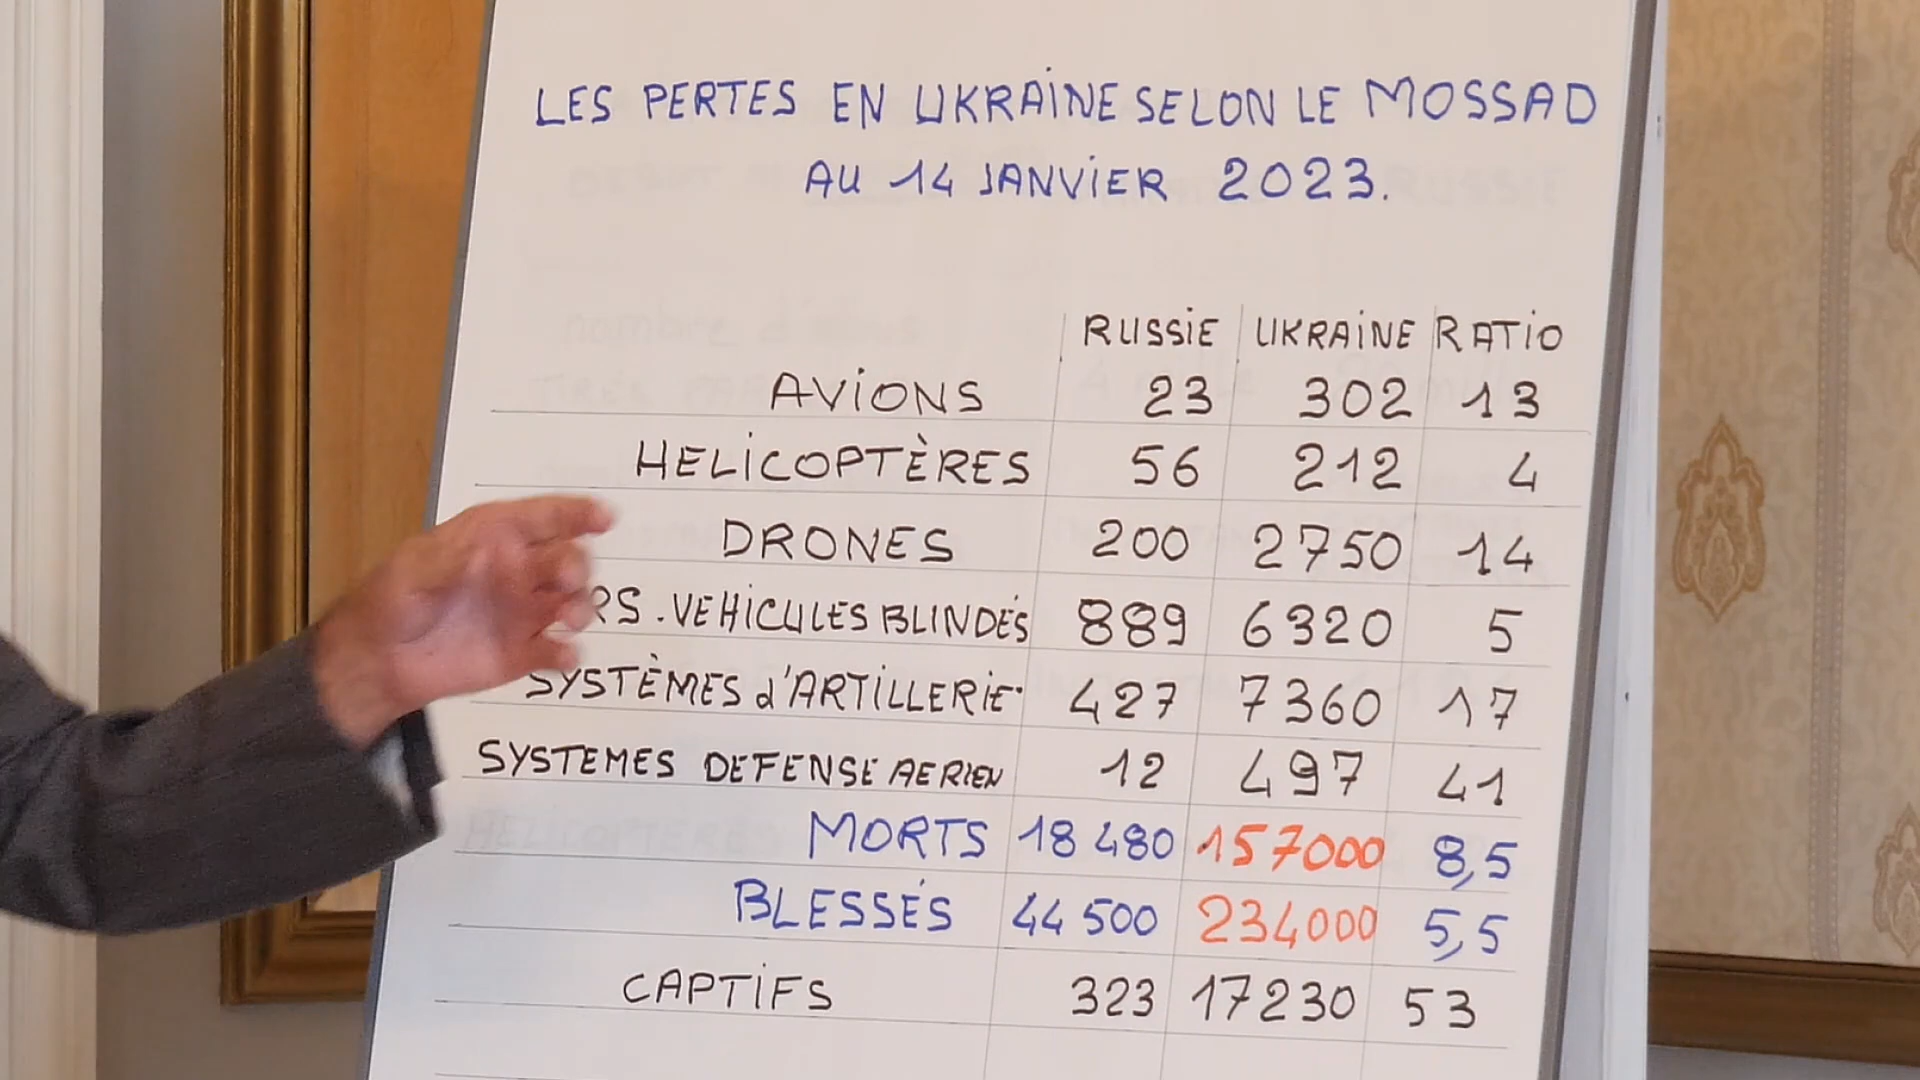 LES PERTES EN UKRAINE SELON LE MOSSAD
AU 14 JANVIER 2023.
RUSSIE UKRAINE RATIO
AVIONS 23 302 13
HELICOPTÈRES 56 212 4
DRONES 200 2750 14
RS. VEHICULES BLINDÉS 889 6320 5
SYSTÈMES d'ARTILLERIE 427 7360 17
SYSTEMES DEFENSE AERIEN 12 497 41
MORTS 18 480 157000 8,5
BLESSÉS 44 500 234000 5,5
CAPTIFS 323 17230 53